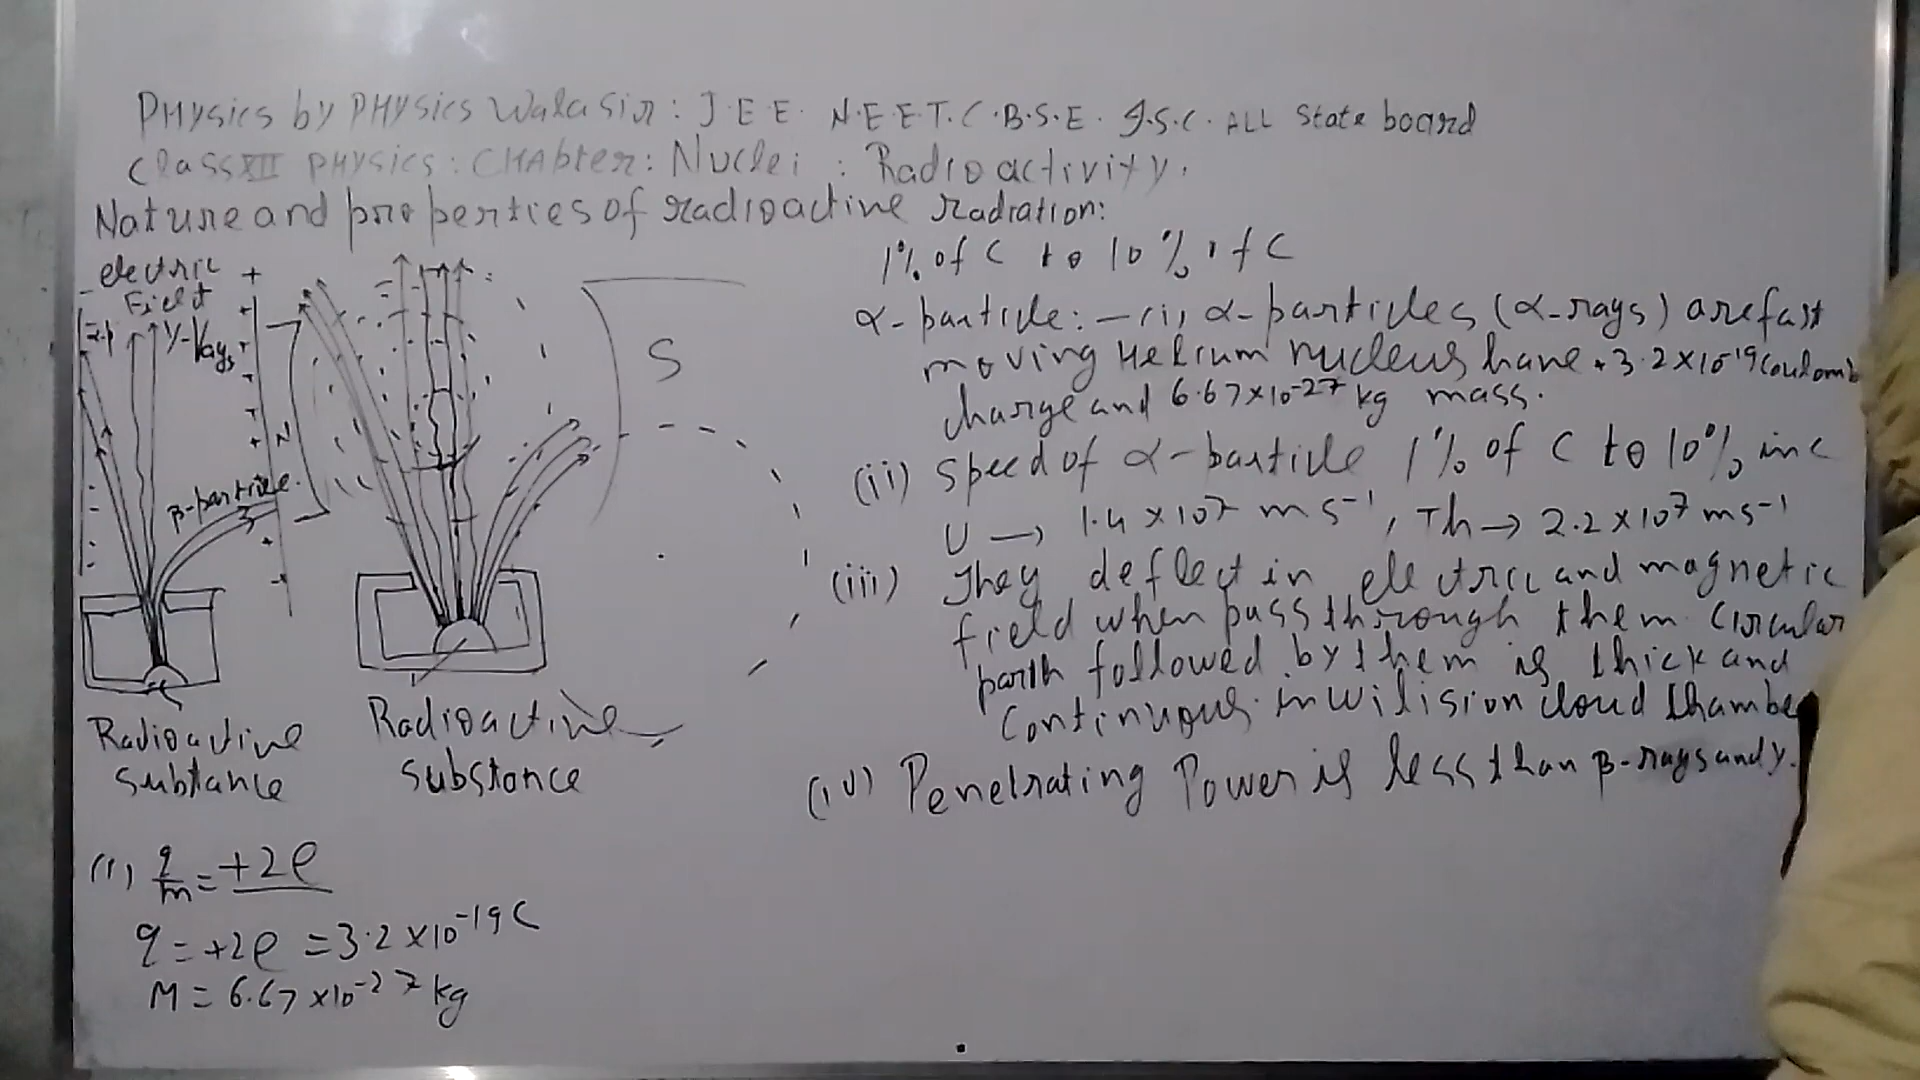 Physics by Physics Walasir: J.E.E. N.E.E.T. C.B.S.E. I.S.C. ALL State board
Class XII PHYSICS: CHAbter: Nuclei : Radioactivity.
Nature and properties of radioactive radiation:
electric
Field
γ-Rays
β-particle.
N
S
Radioactive
subtance
Radioactive
substance
(i) q/m = +2e
q = +2e = 3.2 × 10⁻¹⁹ C
M = 6.67 × 10⁻²⁷ kg
1% of C to 10% of C
α-particle: — (i) α-particles (α-rays) are fast
moving Helium nucleus have + 3.2 × 10⁻¹⁹ Coulomb
charge and 6.67 × 10⁻²⁷ kg mass.
(ii) Speed of α-particle 1% of C to 10% in c
U → 1.4 × 10⁷ m s⁻¹, Th → 2.2 × 10⁷ ms⁻¹
(iii) They deflect in electric and magnetic
field when pass through them circular
path followed by them is thick and
continuous in wilision cloud chambe
(iv) Penetrating Power is less than β-rays and γ.